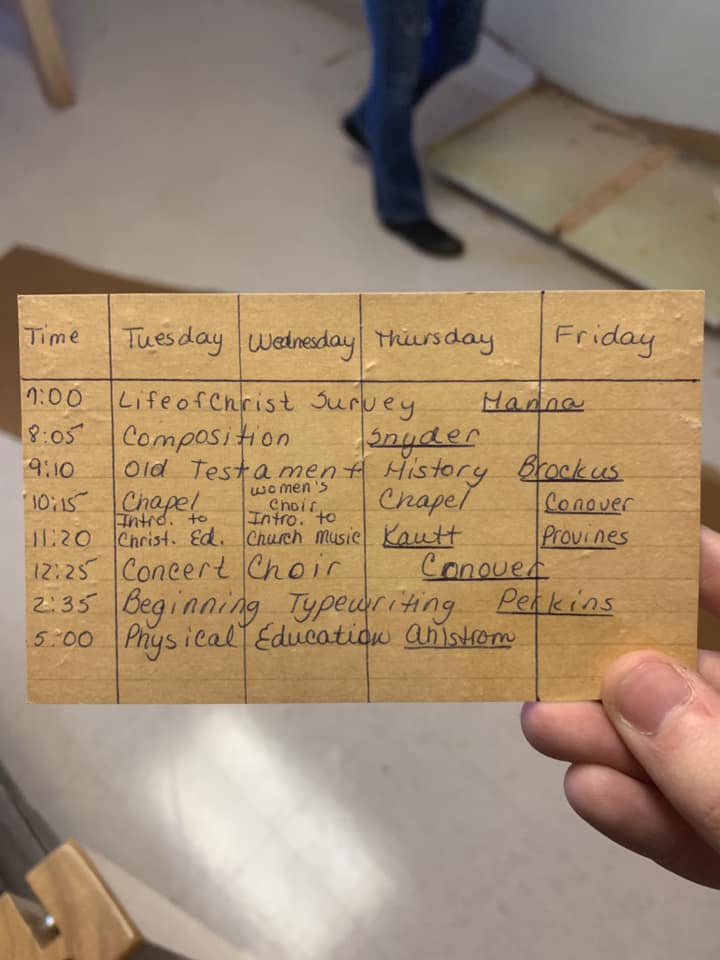 Time Tuesday Wednesday Thursday Friday
7:00 Life of Christ Survey Hanna
8:05 Composition Snyder
9:10 Old Testament History Brockus
10:15 Chapel women's Choir Chapel Conover
11:20 Intro. to Christ. Ed. Intro. to Church Music Kautt Provines
12:25 Concert Choir Conover
2:35 Beginning Typewriting Perkins
5:00 Physical Education Ahlstrom